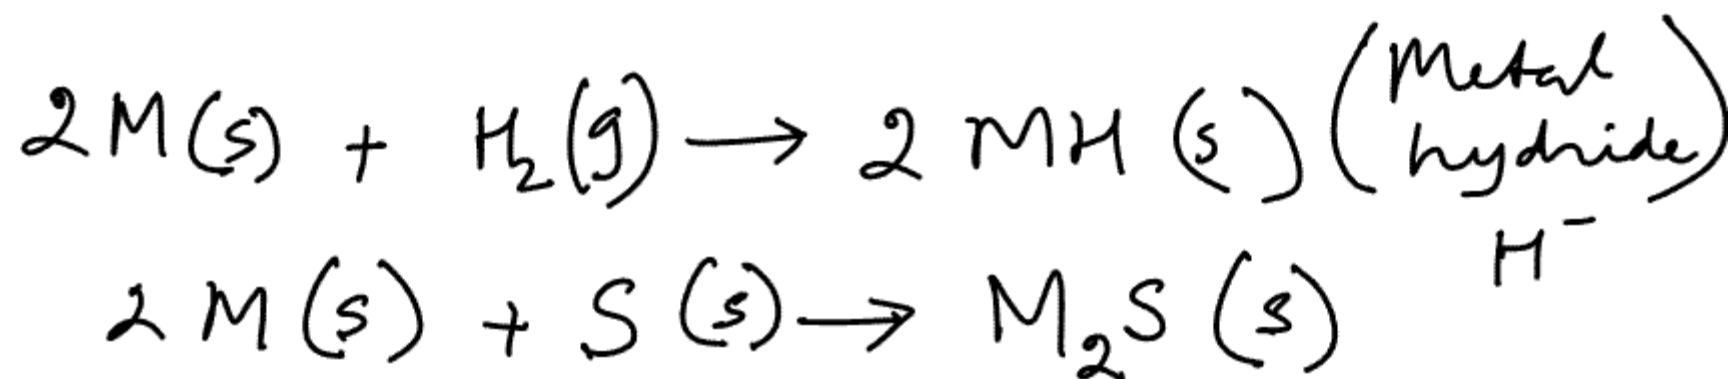 2M(s) + H₂(g) → 2MH(s) (Metal hydride)
H⁻
2M(s) + S(s) → M₂S(s)